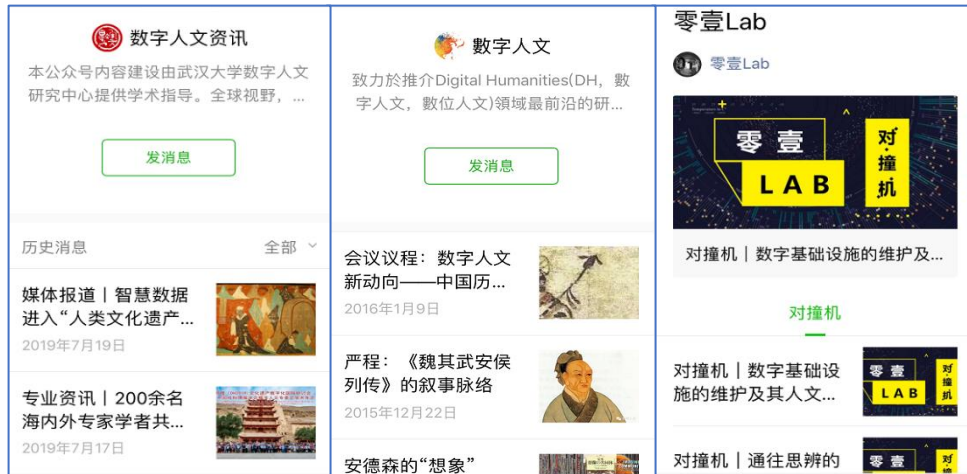 数字人文资讯
本公众号内容建设由武汉大学数字人文
研究中心提供学术指导。全球视野，...
发消息
历史消息
全部
媒体报道丨智慧数据
进入“人类文化遗产...
2019年7月19日
专业资讯丨200余名
海内外专家学者共...
2019年7月17日
數字人文
致力於推介Digital Humanities(DH，數
字人文，數位人文)領域最前沿的研...
发消息
会议议程：数字人文
新动向——中国历...
2016年1月9日
严程：《魏其武安侯
列传》的叙事脉络
2015年12月22日
安德森的“想象”
零壹Lab
零壹Lab
零壹
LAB
对·撞机
对撞机丨数字基础设施的维护及...
对撞机
对撞机丨数字基础设
施的维护及其人文...
零壹
LAB
对·撞机
对撞机丨通往思辨的
零壹